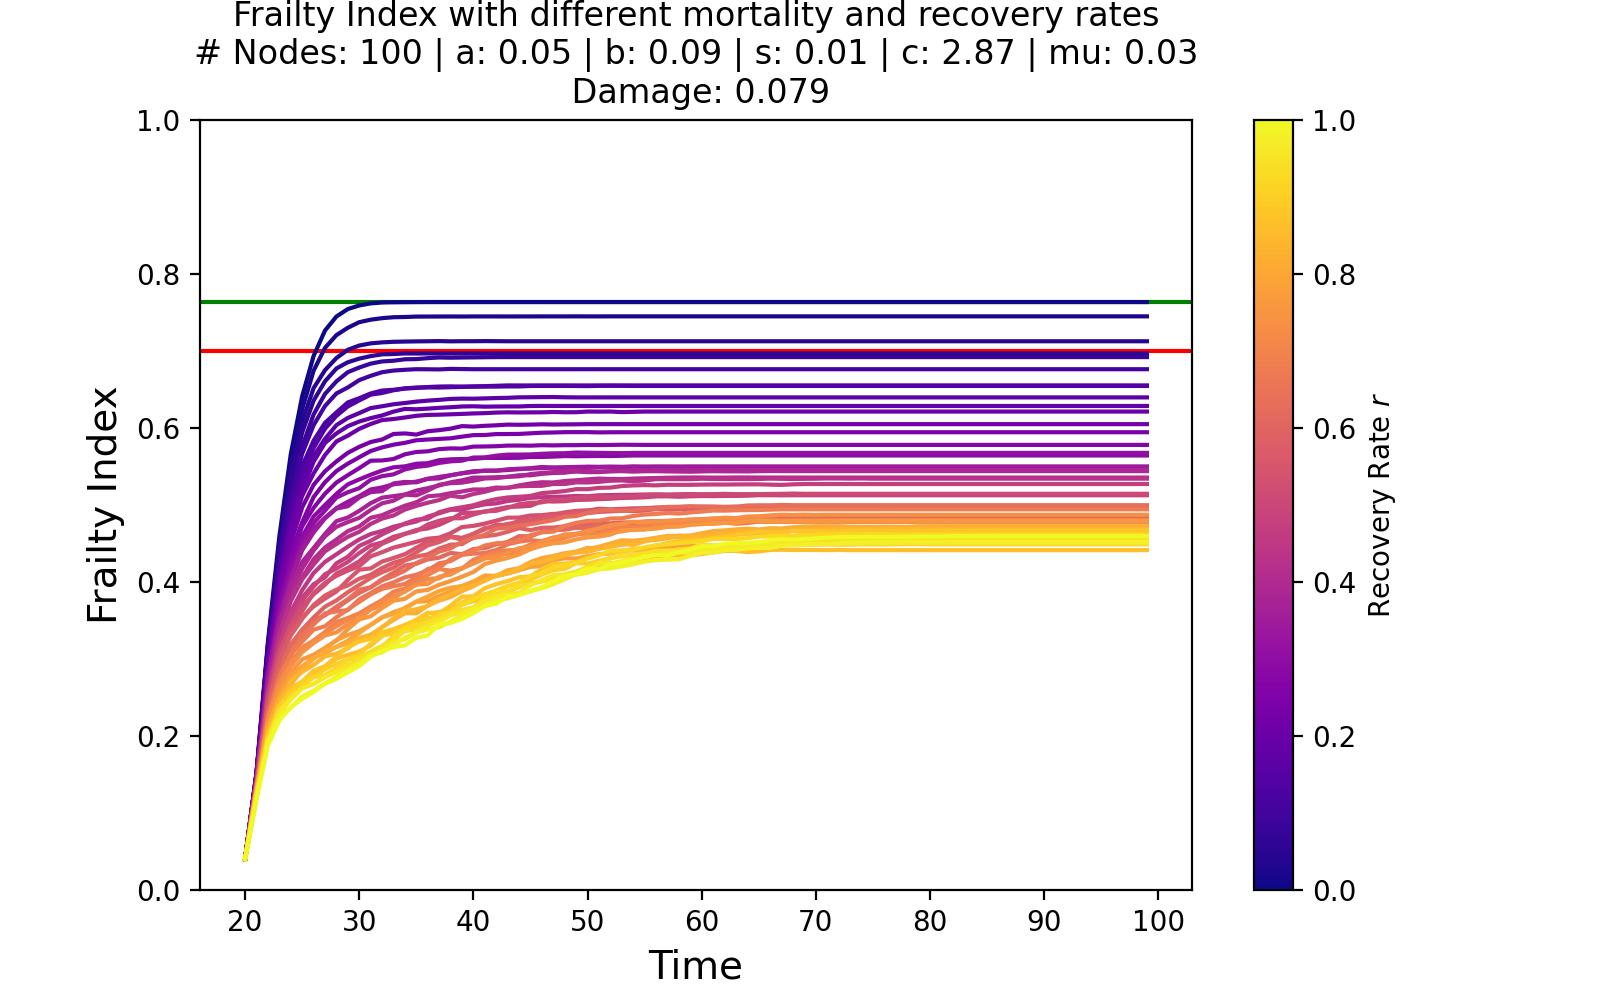 Frailty Index with different mortality and recovery rates
# Nodes: 100 | a: 0.05 | b: 0.09 | s: 0.01 | c: 2.87 | mu: 0.03
Damage: 0.079
1.0
0.8
0.6
0.4
0.2
0.0
Frailty Index
20 30 40 50 60 70 80 90 100
Time
1.0
0.8
0.6
0.4
0.2
0.0
Recovery Rate r